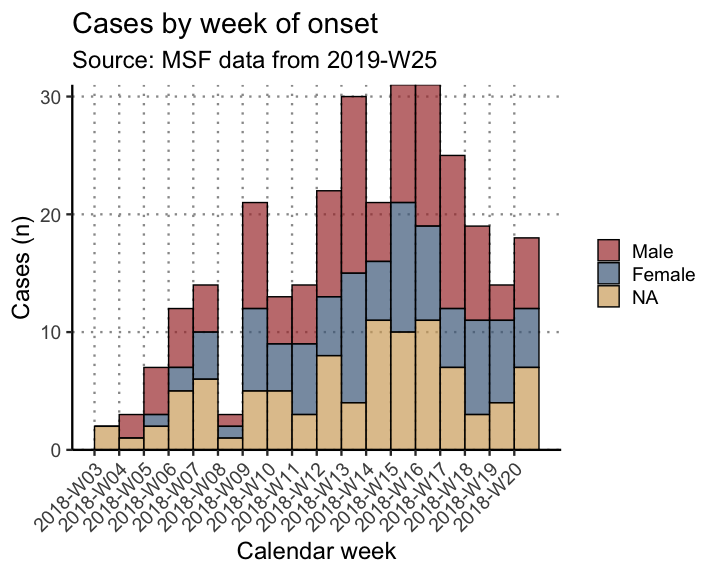 Cases by week of onset
Source: MSF data from 2019-W25
30
20
10
0
Cases (n)
Male
Female
NA
2018-W03
2018-W04
2018-W05
2018-W06
2018-W07
2018-W08
2018-W09
2018-W10
2018-W11
2018-W12
2018-W13
2018-W14
2018-W15
2018-W16
2018-W17
2018-W18
2018-W19
2018-W20
Calendar week